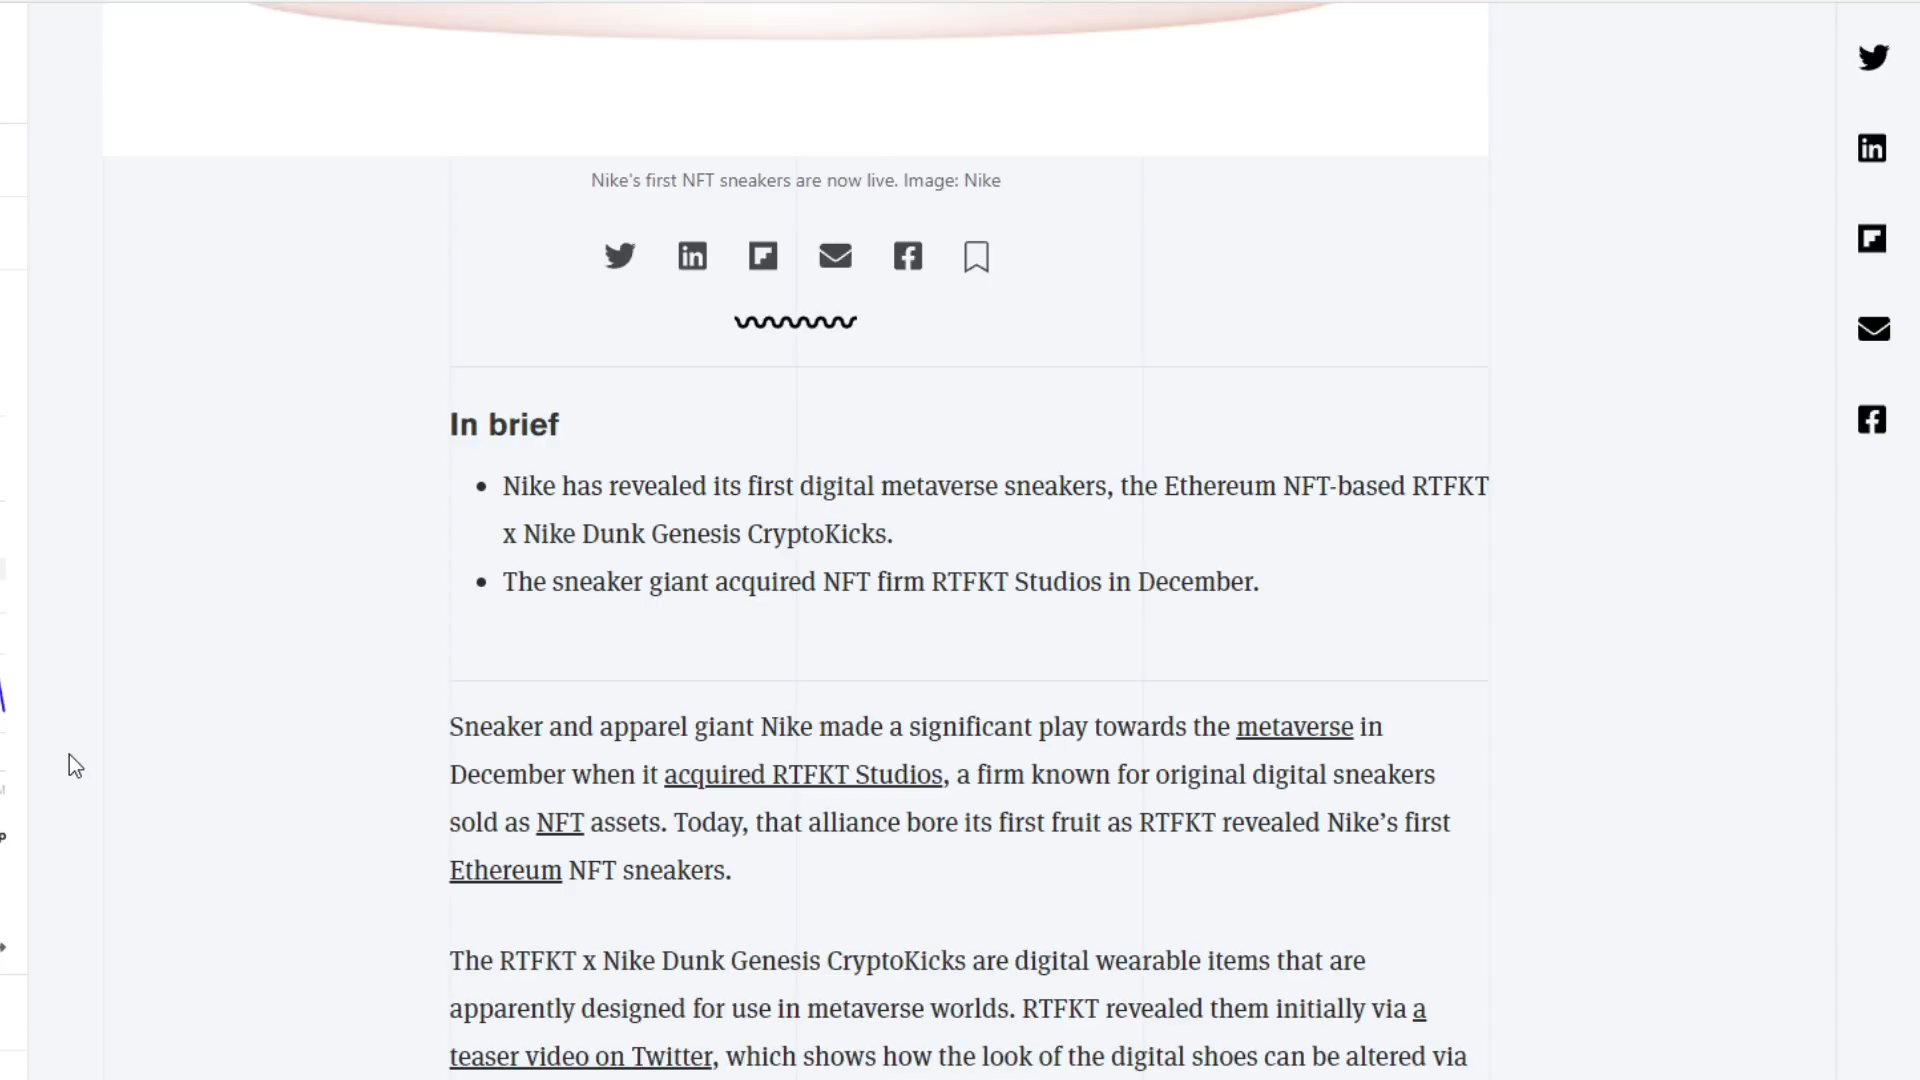 Nike's first NFT sneakers are now live. Image: Nike
In brief
• Nike has revealed its first digital metaverse sneakers, the Ethereum NFT-based RTFKT
x Nike Dunk Genesis CryptoKicks.
• The sneaker giant acquired NFT firm RTFKT Studios in December.
Sneaker and apparel giant Nike made a significant play towards the metaverse in
December when it acquired RTFKT Studios, a firm known for original digital sneakers
sold as NFT assets. Today, that alliance bore its first fruit as RTFKT revealed Nike’s first
Ethereum NFT sneakers.
The RTFKT x Nike Dunk Genesis CryptoKicks are digital wearable items that are
apparently designed for use in metaverse worlds. RTFKT revealed them initially via a
teaser video on Twitter, which shows how the look of the digital shoes can be altered via